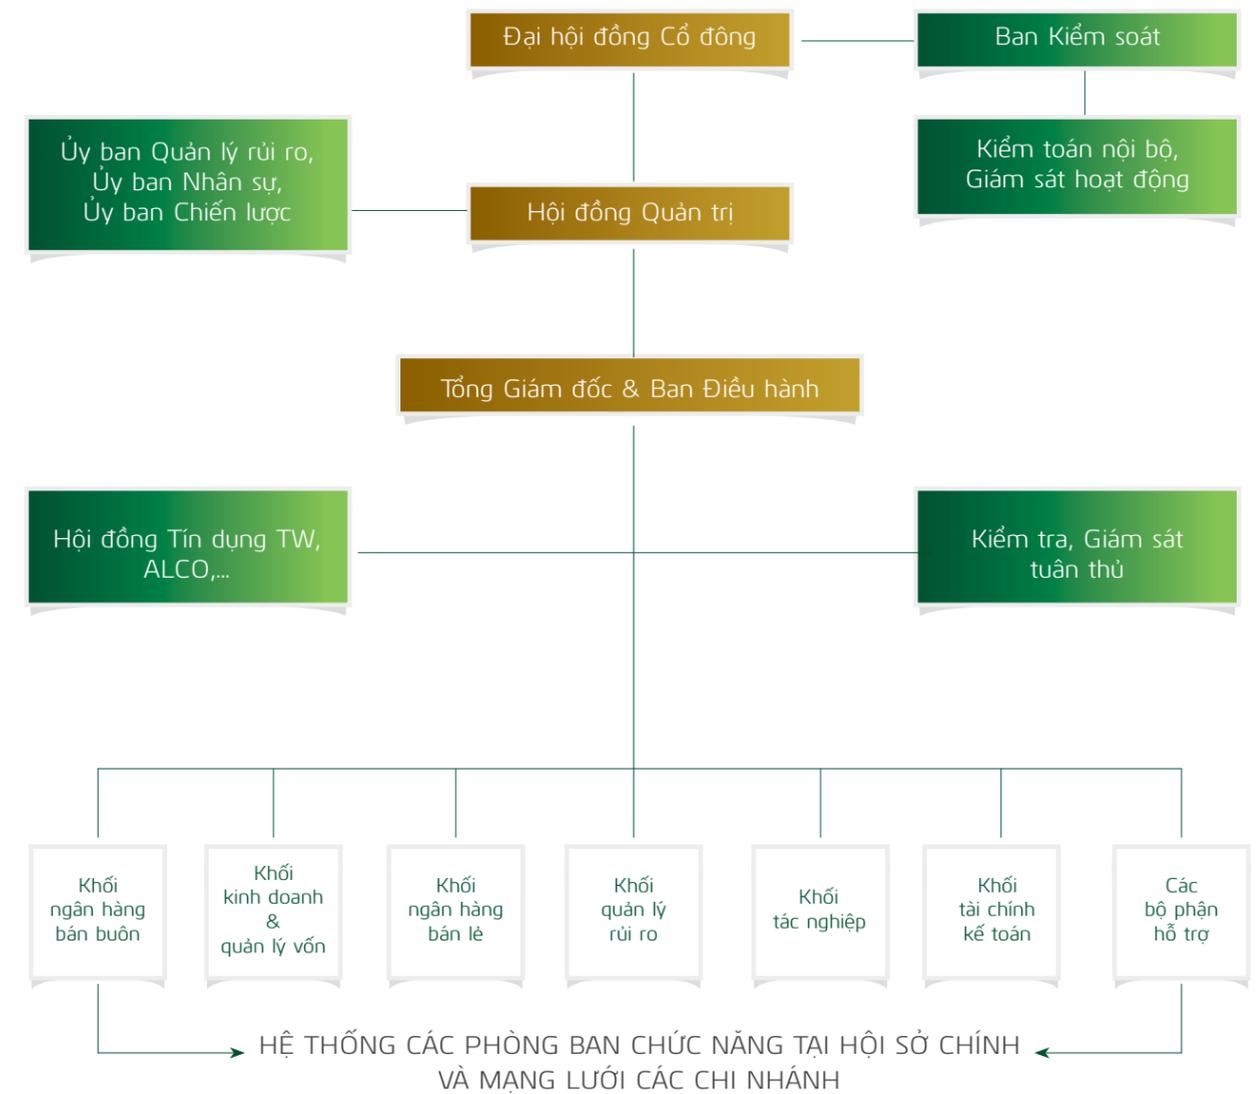 Đại hội đồng Cổ đông
Ban Kiểm soát
Ủy ban Quản lý rủi ro,
Ủy ban Nhân sự,
Ủy ban Chiến lược
Kiểm toán nội bộ,
Giám sát hoạt động
Hội đồng Quản trị
Tổng Giám đốc & Ban Điều hành
Hội đồng Tín dụng TW,
ALCO,...
Kiểm tra, Giám sát
tuân thủ
Khối
ngân hàng
bán buôn
Khối
kinh doanh
&
quản lý vốn
Khối
ngân hàng
bán lẻ
Khối
quản lý
rủi ro
Khối
tác nghiệp
Khối
tài chính
kế toán
Các
bộ phận
hỗ trợ
HỆ THỐNG CÁC PHÒNG BAN CHỨC NĂNG TẠI HỘI SỞ CHÍNH
VÀ MẠNG LƯỚI CÁC CHI NHÁNH